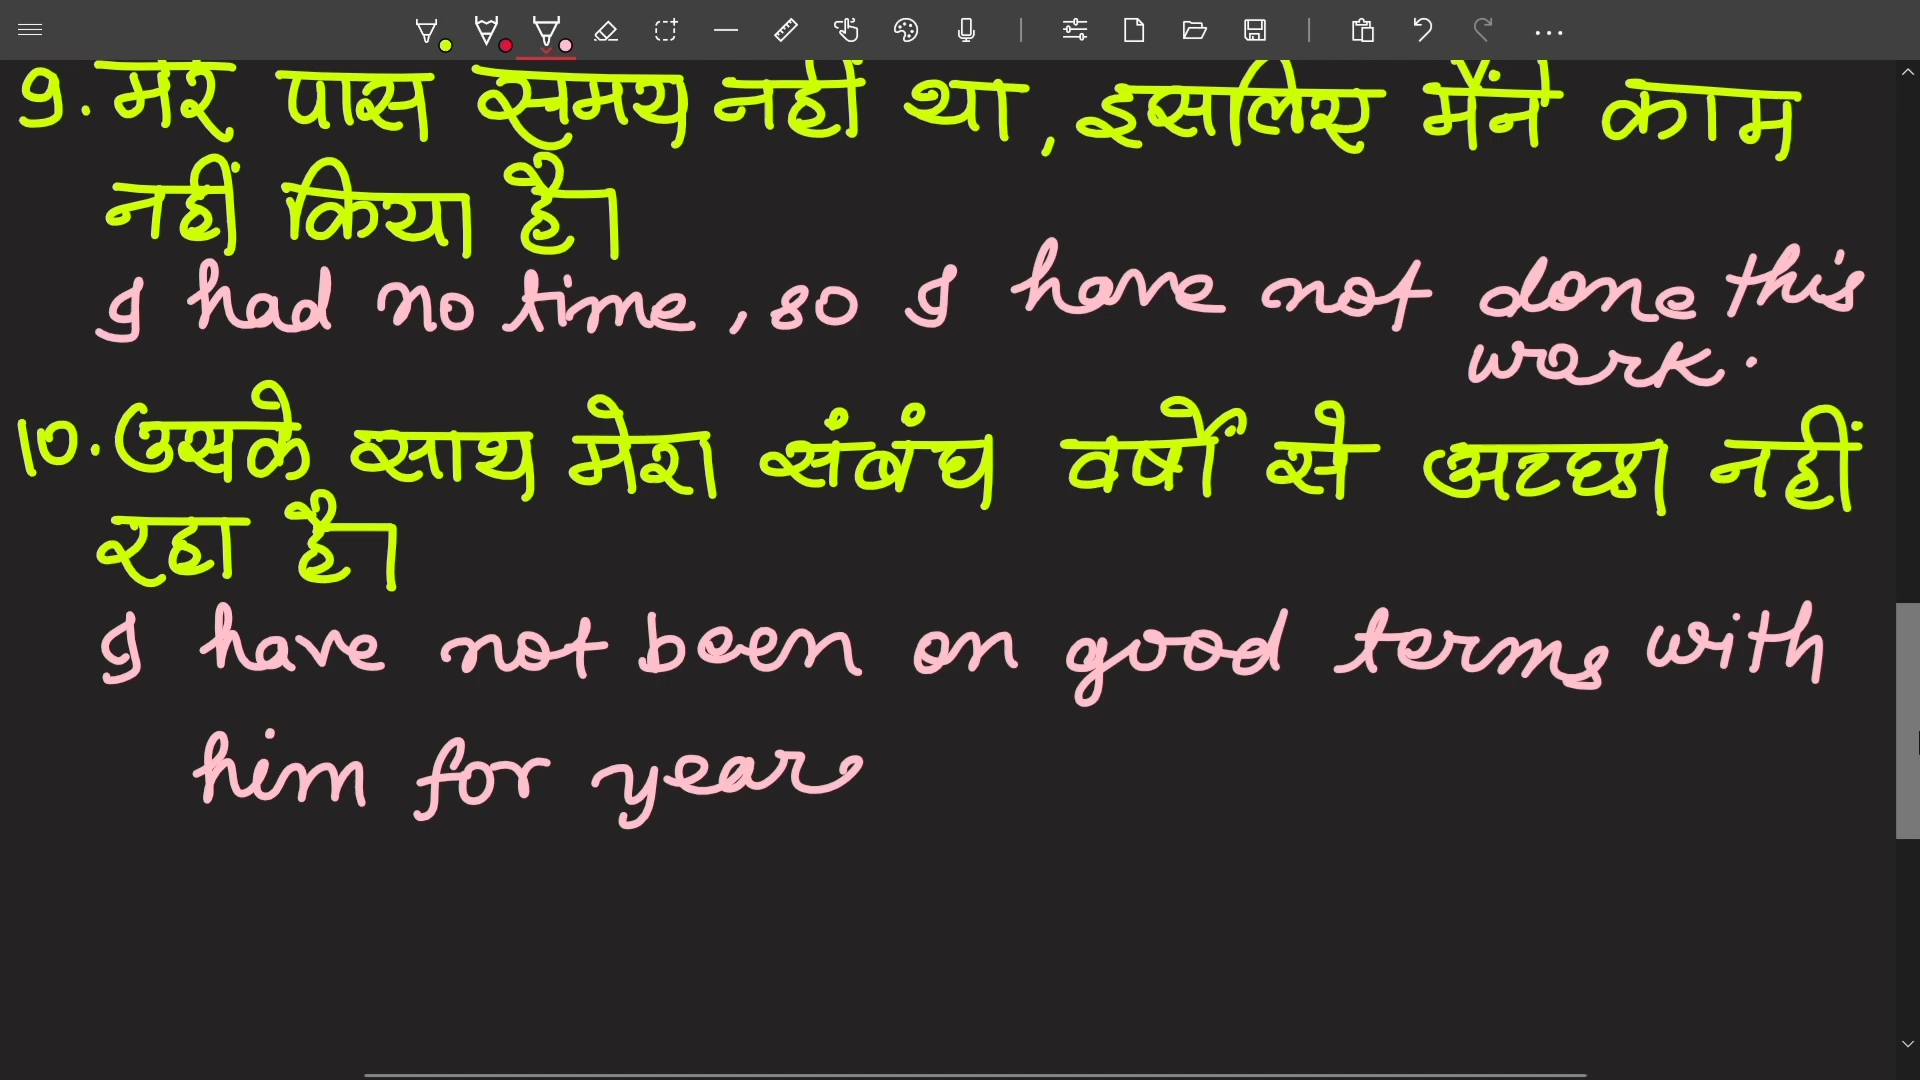 9. मेरे पास समय नहीं था, इसलिए मैंने काम
नहीं किया है।
I had no time, so I have not done this
work.
10. उसके साथ मेरा संबंध वर्षों से अच्छा नहीं
रहा है।
I have not been on good terms with
him for years